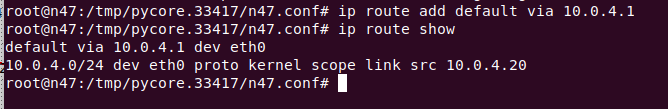 root@n47:/tmp/pycore.33417/n47.conf# ip route add default via 10.0.4.1
root@n47:/tmp/pycore.33417/n47.conf# ip route show
default via 10.0.4.1 dev eth0
10.0.4.0/24 dev eth0 proto kernel scope link src 10.0.4.20
root@n47:/tmp/pycore.33417/n47.conf#